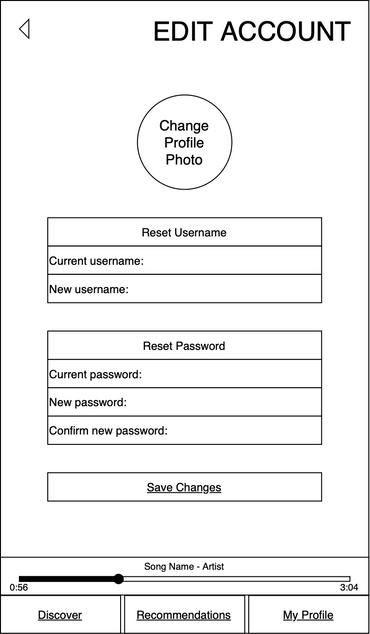 EDIT ACCOUNT
Change
Profile
Photo
Reset Username
Current username:
New username:
Reset Password
Current password:
New password:
Confirm new password:
Save Changes
Song Name - Artist
0:56 3:04
Discover Recommendations My Profile